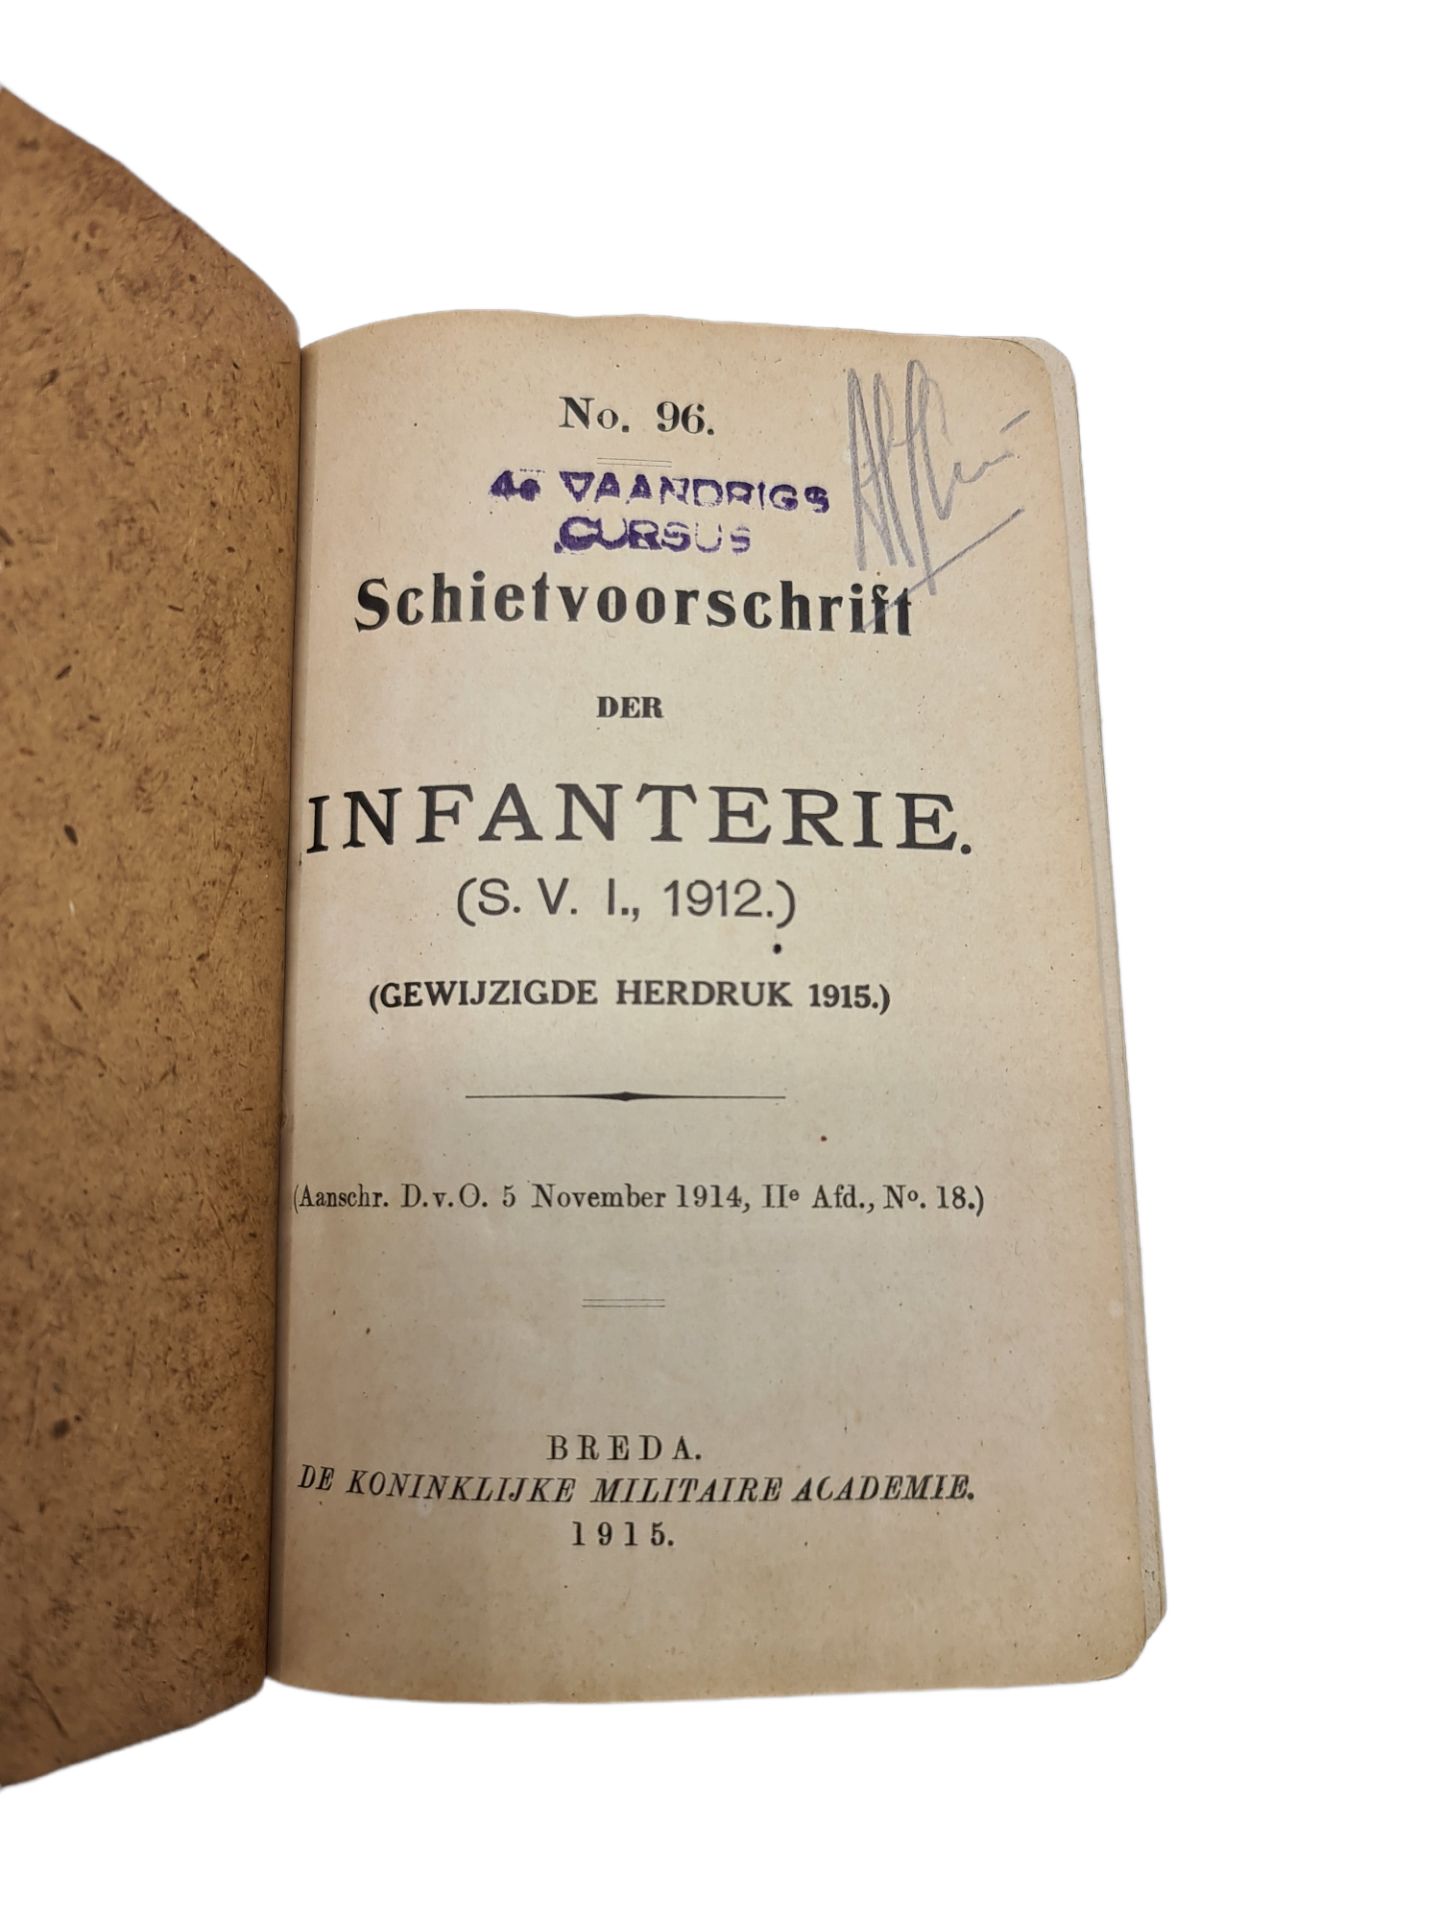 No. 96.
4e VAANDRIGS
CURSUS
Schietvoorschrift
DER
INFANTERIE.
(S. V. I., 1912.)
(GEWIJZIGDE HERDRUK 1915.)
(Aanschr. D.v.O. 5 November 1914, IIe Afd., No. 18.)
BREDA.
DE KONINKLIJKE MILITAIRE ACADEMIE.
1915.